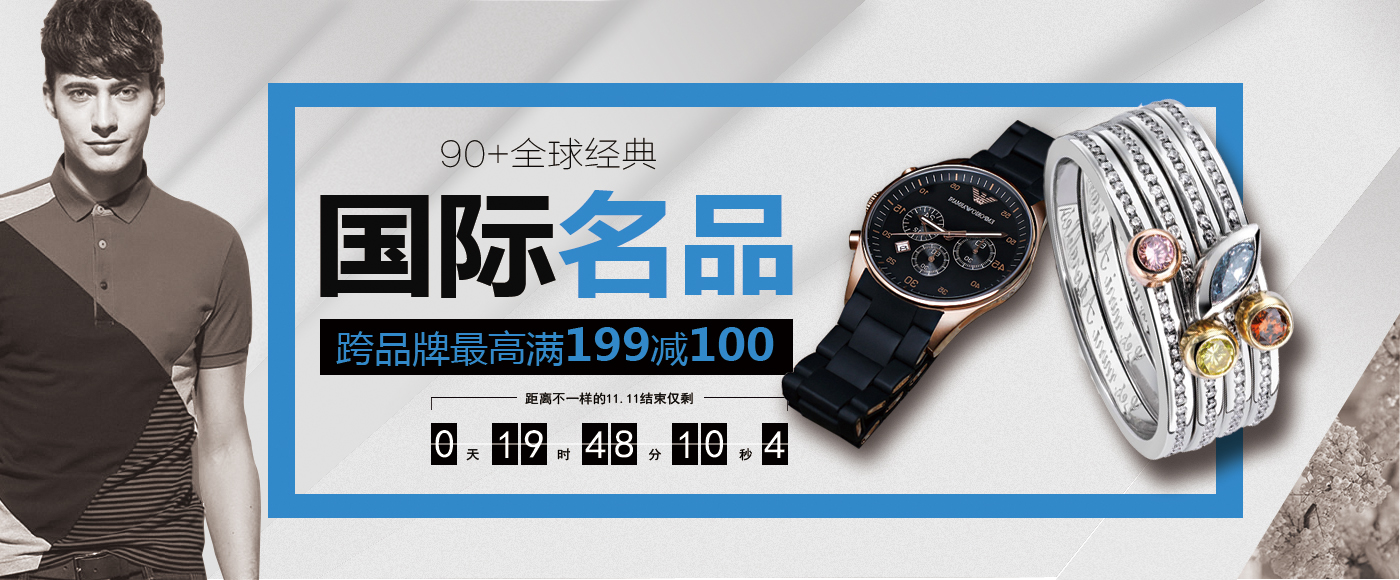 90+全球经典
国际名品
跨品牌最高满199减100
距离不一样的11.11结束仅剩
0天19时48分10秒4
EMPORIO ARMANI